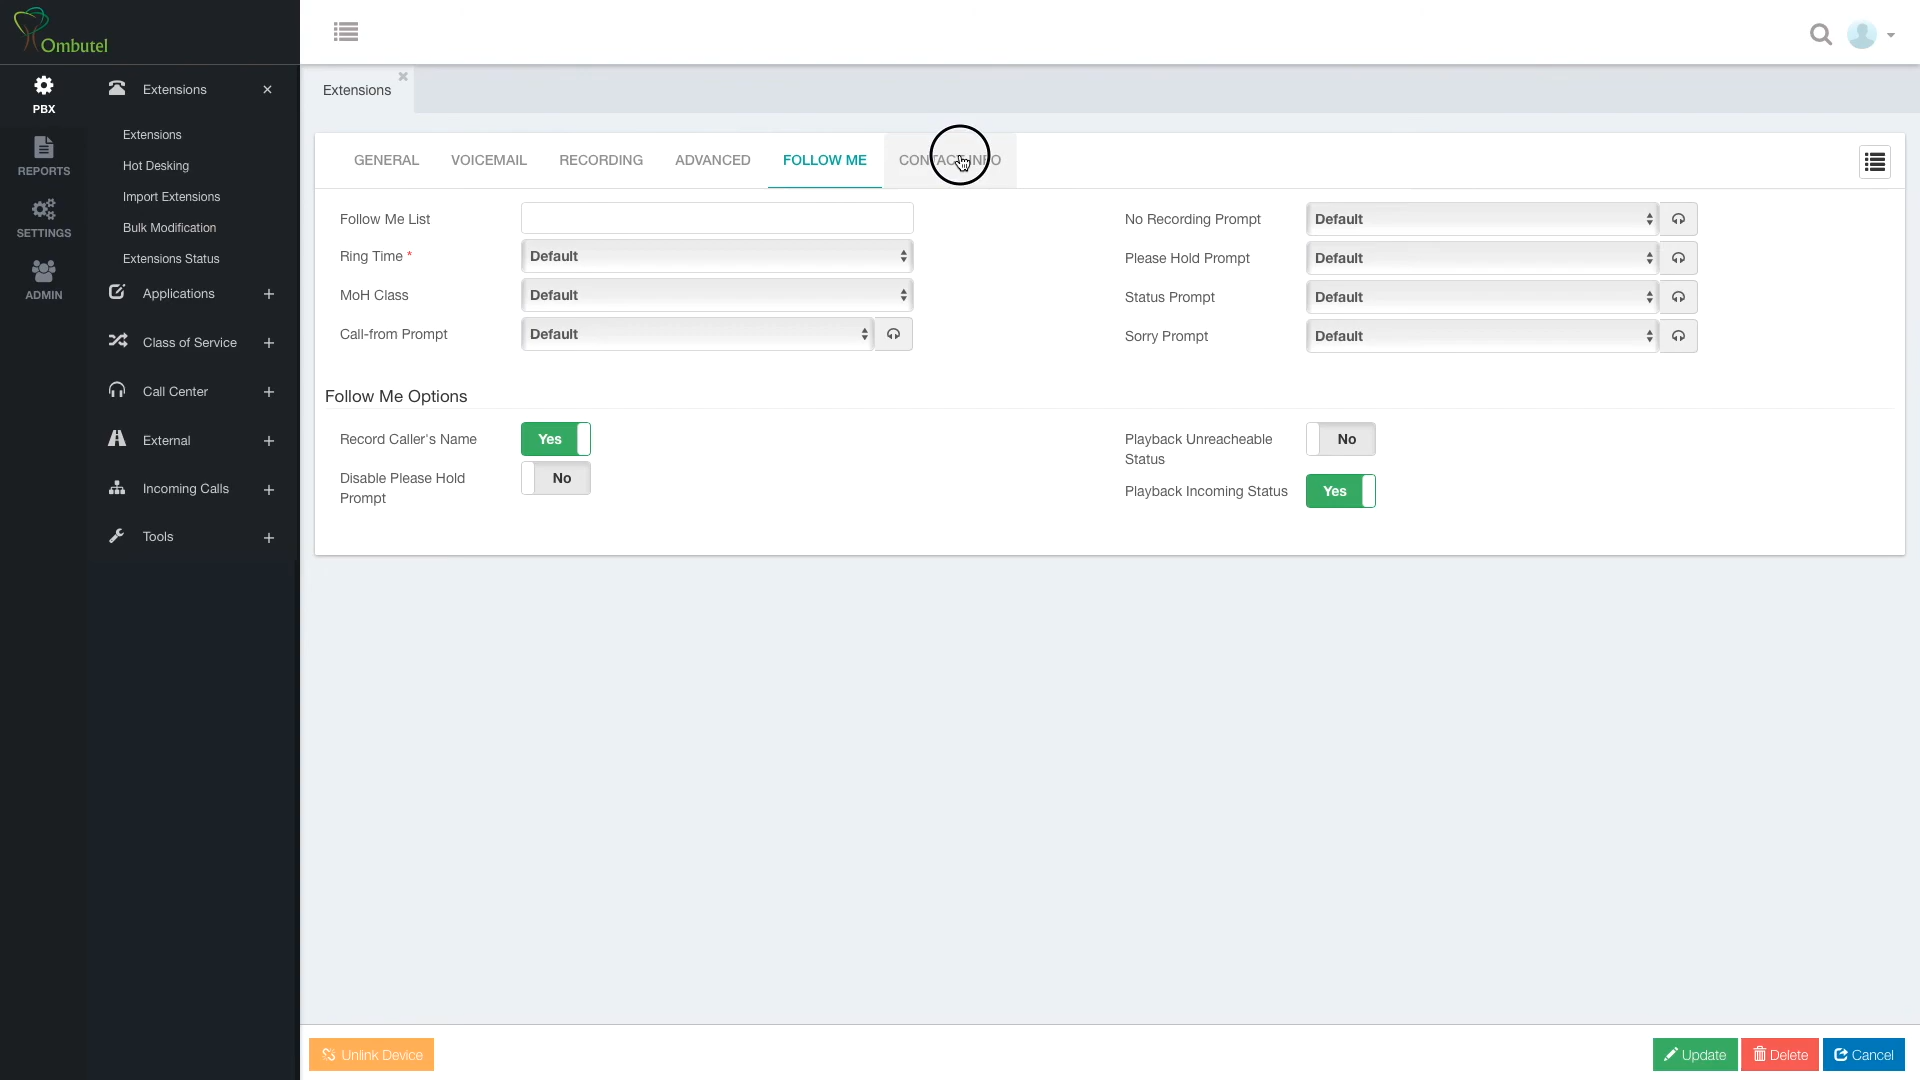 Ombutel
PBX
REPORTS
SETTINGS
ADMIN
Extensions
Extensions
Hot Desking
Import Extensions
Bulk Modification
Extensions Status
Applications
Class of Service
Call Center
External
Incoming Calls
Tools
Extensions
GENERAL VOICEMAIL RECORDING ADVANCED FOLLOW ME CONTACT INFO
Follow Me List
Ring Time * Default
MoH Class Default
Call-from Prompt Default
No Recording Prompt Default
Please Hold Prompt Default
Status Prompt Default
Sorry Prompt Default
Follow Me Options
Record Caller's Name Yes
Disable Please Hold No
Prompt
Playback Unreacheable No
Status
Playback Incoming Status Yes
Unlink Device
Update Delete Cancel